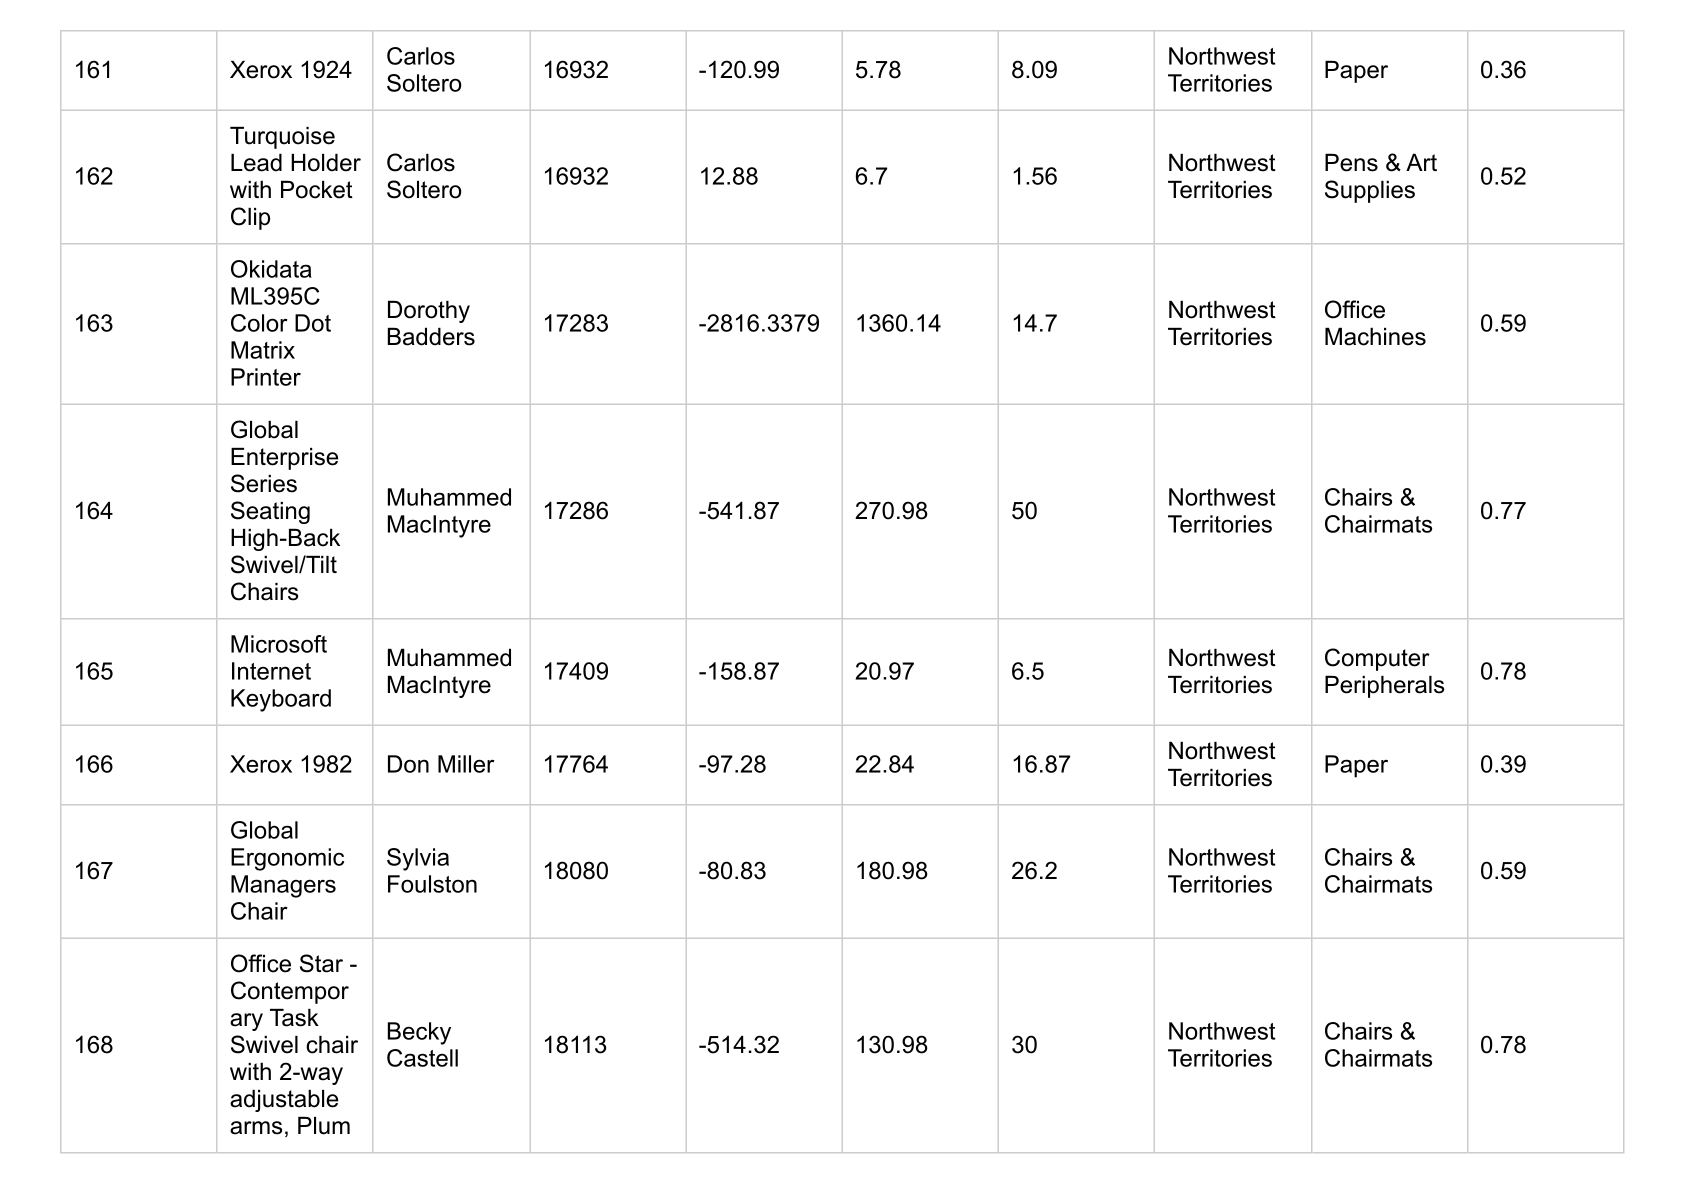 161 Xerox 1924 Carlos Soltero 16932 -120.99 5.78 8.09 Northwest Territories Paper 0.36
162 Turquoise Lead Holder with Pocket Clip Carlos Soltero 16932 12.88 6.7 1.56 Northwest Territories Pens & Art Supplies 0.52
163 Okidata ML395C Color Dot Matrix Printer Dorothy Badders 17283 -2816.3379 1360.14 14.7 Northwest Territories Office Machines 0.59
164 Global Enterprise Series Seating High-Back Swivel/Tilt Chairs Muhammed MacIntyre 17286 -541.87 270.98 50 Northwest Territories Chairs & Chairmats 0.77
165 Microsoft Internet Keyboard Muhammed MacIntyre 17409 -158.87 20.97 6.5 Northwest Territories Computer Peripherals 0.78
166 Xerox 1982 Don Miller 17764 -97.28 22.84 16.87 Northwest Territories Paper 0.39
167 Global Ergonomic Managers Chair Sylvia Foulston 18080 -80.83 180.98 26.2 Northwest Territories Chairs & Chairmats 0.59
168 Office Star - Contempor ary Task Swivel chair with 2-way adjustable arms, Plum Becky Castell 18113 -514.32 130.98 30 Northwest Territories Chairs & Chairmats 0.78